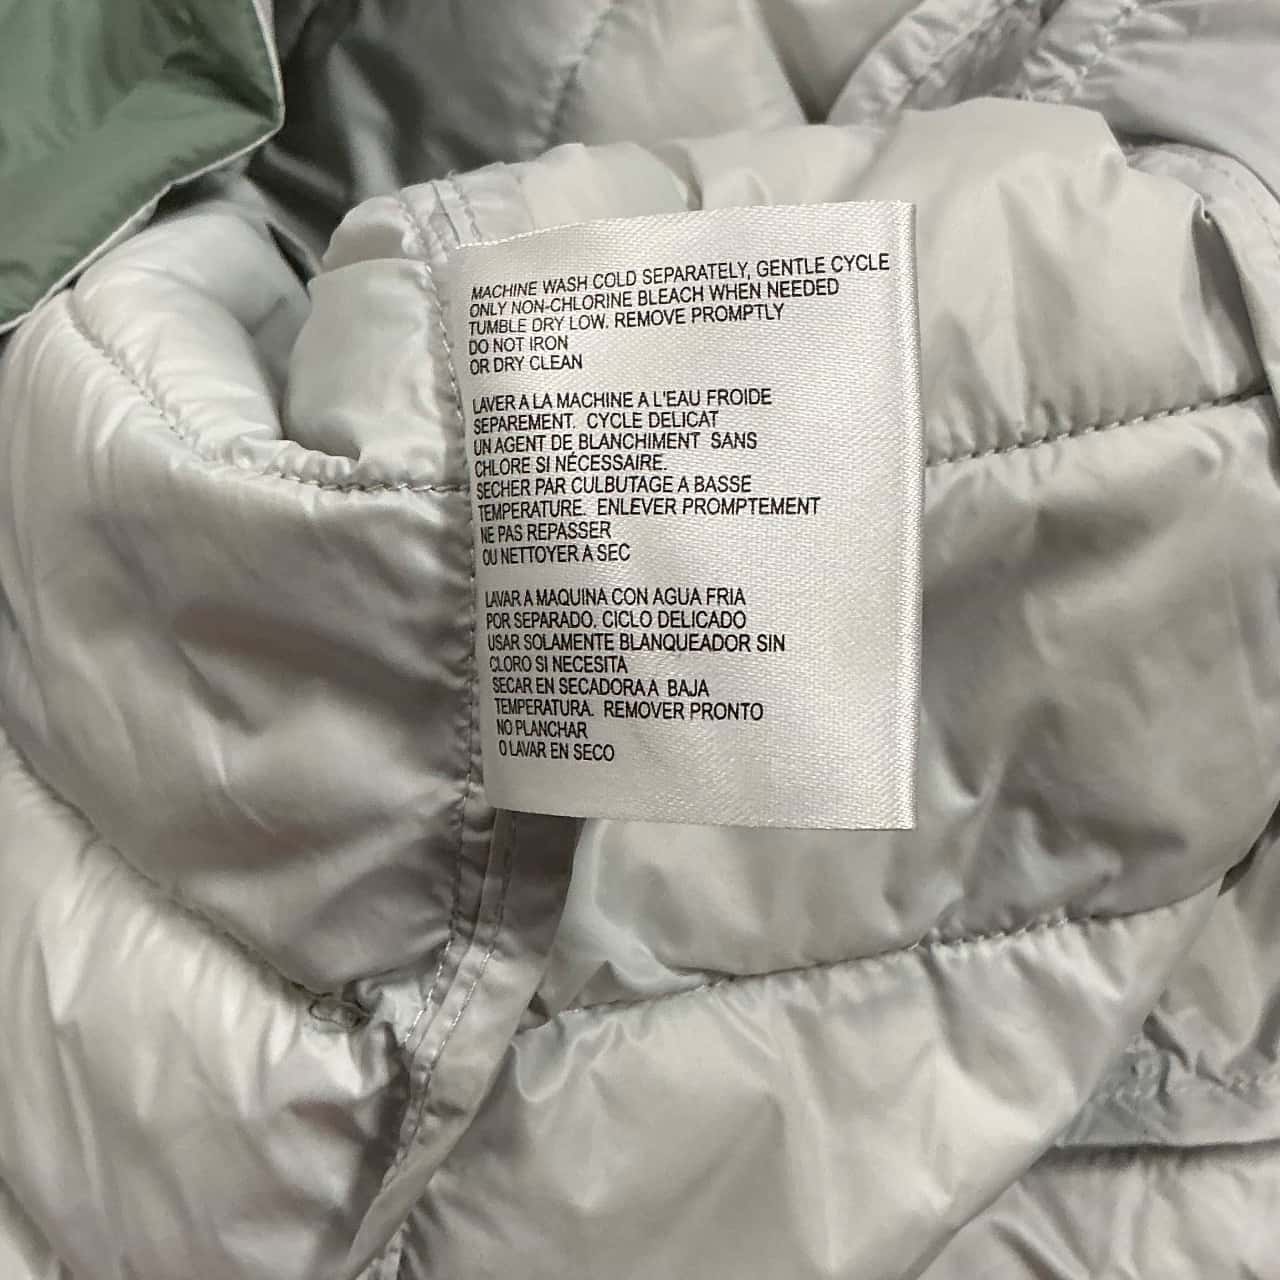 MACHINE WASH COLD SEPARATELY, GENTLE CYCLE
ONLY NON-CHLORINE BLEACH WHEN NEEDED
TUMBLE DRY LOW. REMOVE PROMPTLY
DO NOT IRON
OR DRY CLEAN
LAVER A LA MACHINE A L'EAU FROIDE
SEPAREMENT. CYCLE DELICAT
UN AGENT DE BLANCHIMENT SANS
CHLORE SI NÉCESSAIRE.
SECHER PAR CULBUTAGE A BASSE
TEMPERATURE. ENLEVER PROMPTEMENT
NE PAS REPASSER
OU NETTOYER A SEC
LAVAR A MAQUINA CON AGUA FRIA
POR SEPARADO. CICLO DELICADO
USAR SOLAMENTE BLANQUEADOR SIN
CLORO SI NECESITA
SECAR EN SECADORA A BAJA
TEMPERATURA. REMOVER PRONTO
NO PLANCHAR
O LAVAR EN SECO